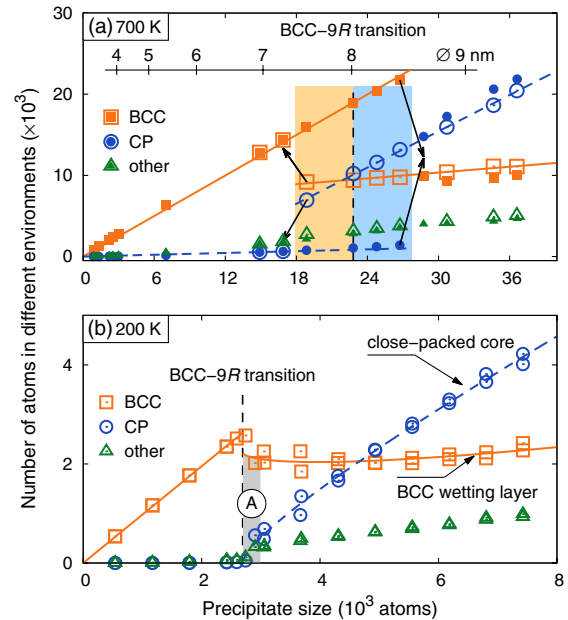 (a) 700 K
BCC–9R transition
4 5 6 7 8 ∅ 9 nm
30
20
10
0
BCC
CP
other
0 6 12 18 24 30 36
Number of atoms in different environments (×10³)
(b) 200 K
close–packed core
BCC–9R transition
4
2
0
BCC
CP
other
A
BCC wetting layer
0 2 4 6 8
Precipitate size (10³ atoms)